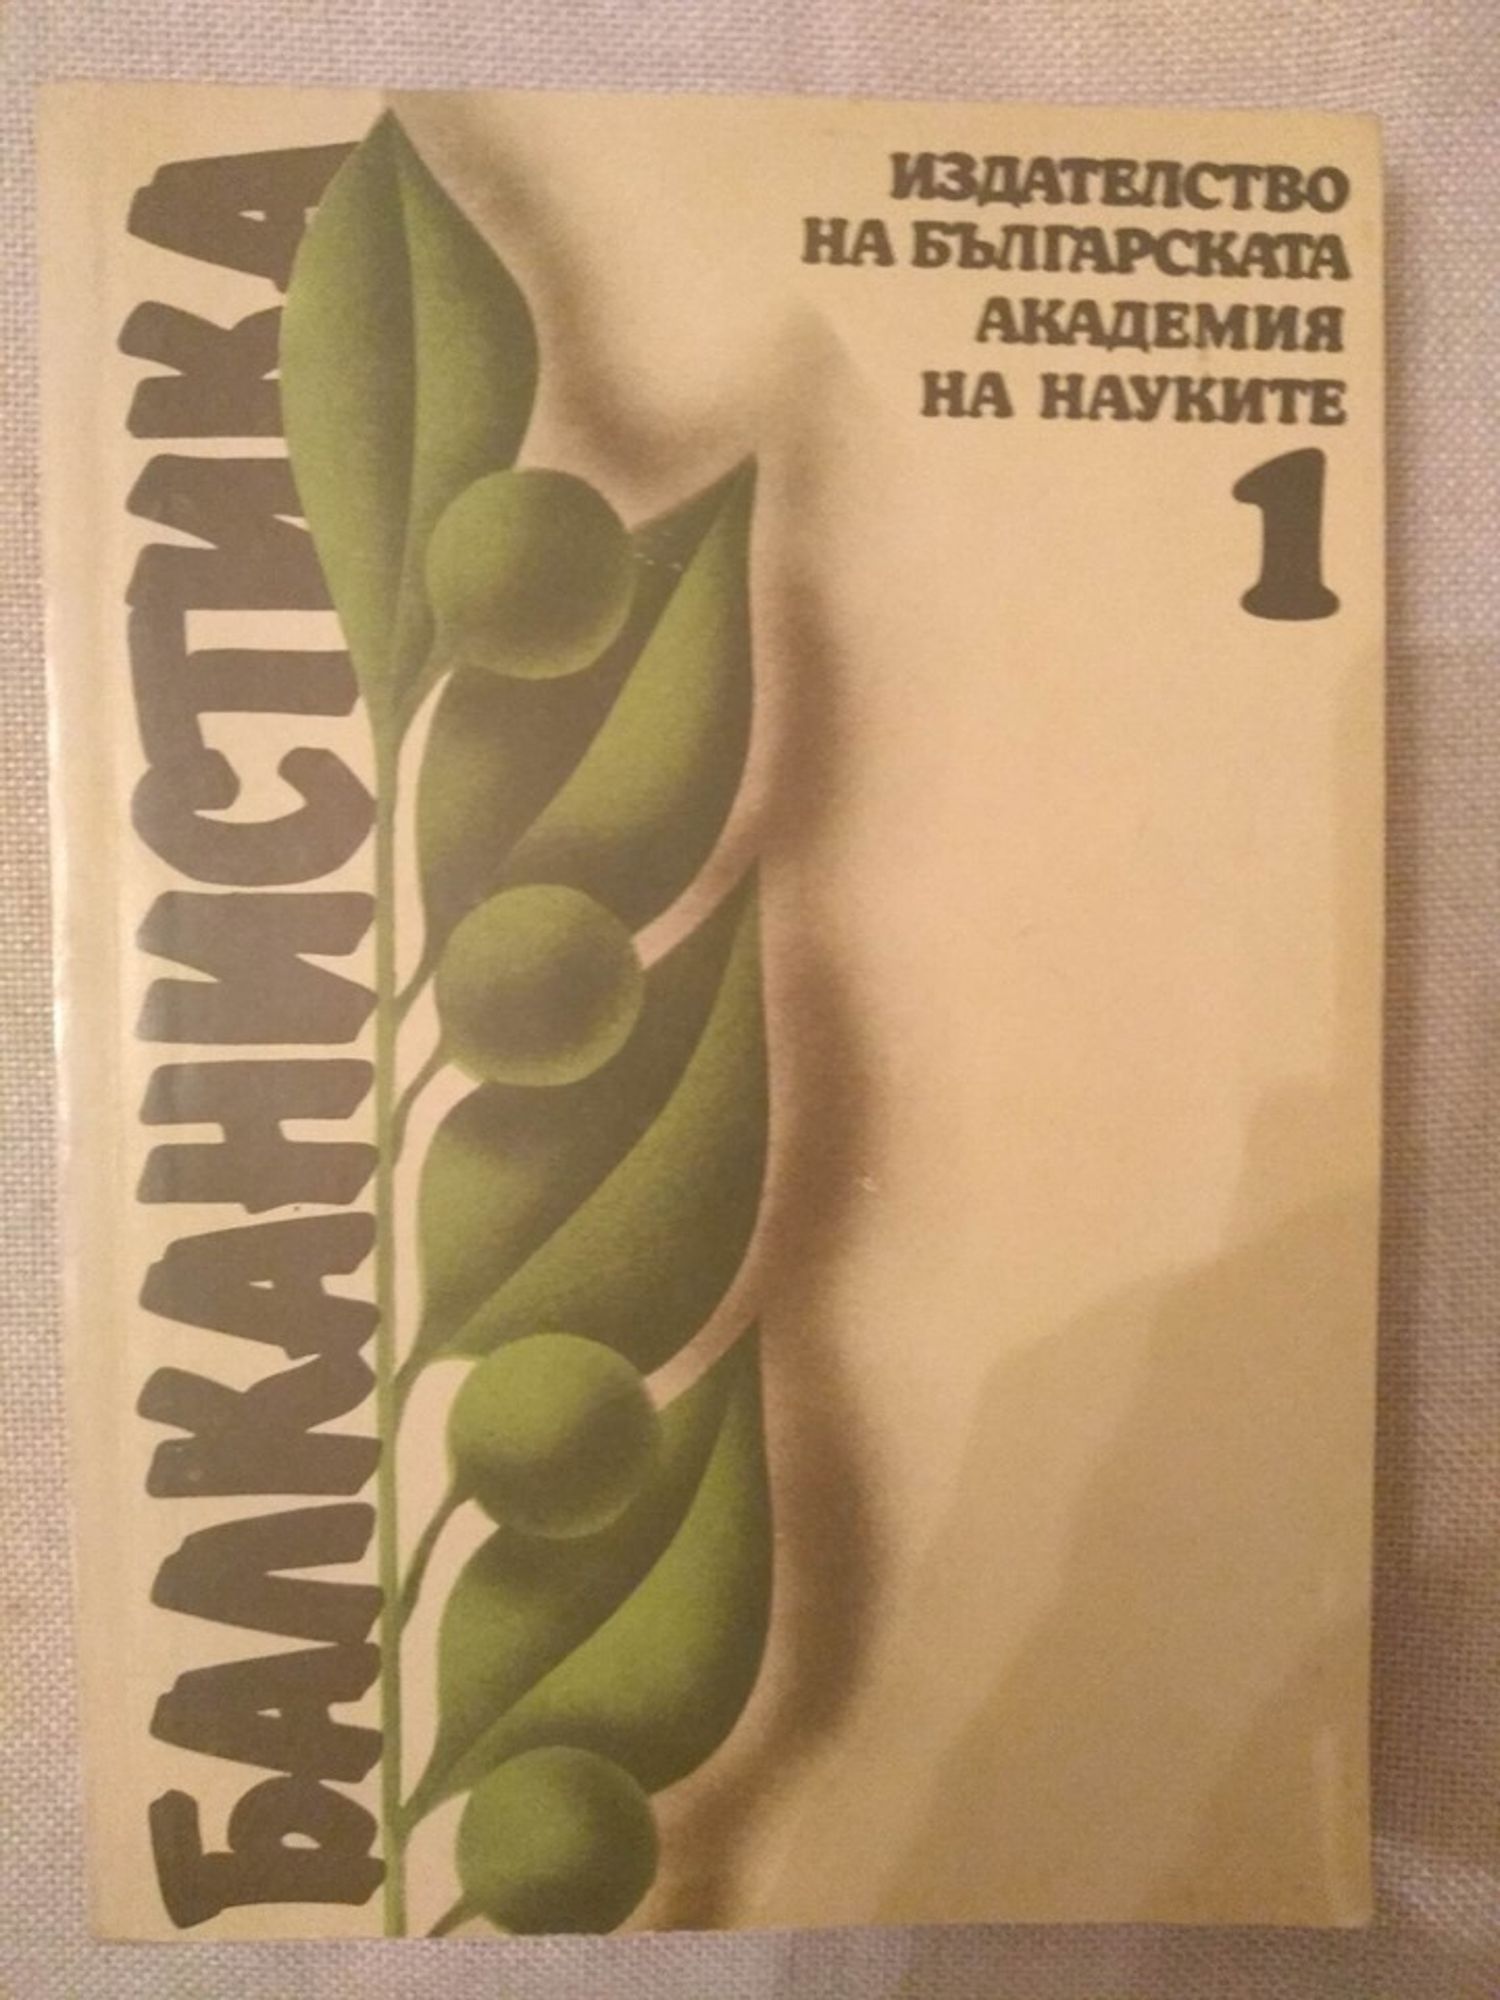 БАЛКАНИСТИКА
ИЗДАТЕЛСТВО
НА БЪЛГАРСКАТА
АКАДЕМИЯ
НА НАУКИТЕ
1